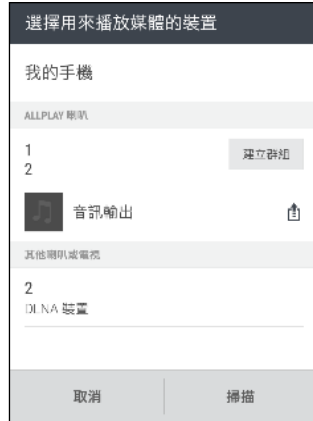 選擇用來播放媒體的裝置
我的手機
ALLPLAY 喇叭
1
2
建立群組
音訊輸出
其他喇叭或電視
2
DLNA 裝置
取消
掃描